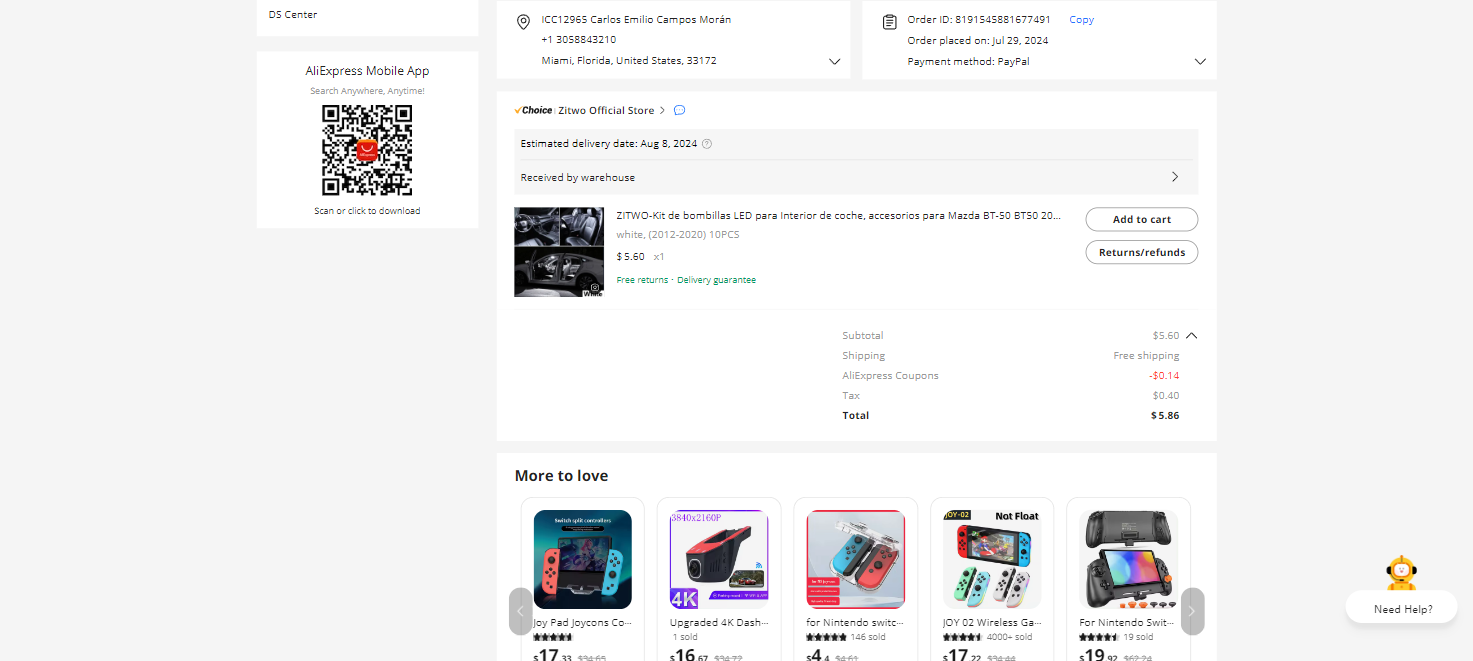 DS Center
AliExpress Mobile App
Search Anywhere, Anytime!
Scan or click to download
ICC12965 Carlos Emilio Campos Morán
+1 3058843210
Miami, Florida, United States, 33172
Order ID: 8191545881677491 Copy
Order placed on: Jul 29, 2024
Payment method: PayPal
Choice Zitwo Official Store
Estimated delivery date: Aug 8, 2024
Received by warehouse
ZITWO-Kit de bombillas LED para Interior de coche, accesorios para Mazda BT-50 BT50 20...
white, (2012-2020) 10PCS
$5.60 x1
Free returns · Delivery guarantee
White
Add to cart
Returns/refunds
Subtotal $5.60
Shipping Free shipping
AliExpress Coupons -$0.14
Tax $0.40
Total $5.86
More to love
Switch split controllers
Joy Pad Joycons Co...
$17.33 $34.65
3840x2160P
4K
Upgraded 4K Dash...
1 sold
$16.67 $34.72
for Nintendo switc...
146 sold
$4.4 $4.61
JOY-02
Not Float
JOY 02 Wireless Ga...
4000+ sold
$17.22 $34.44
For Nintendo Swit...
19 sold
$19.92 $62.24
Need Help?